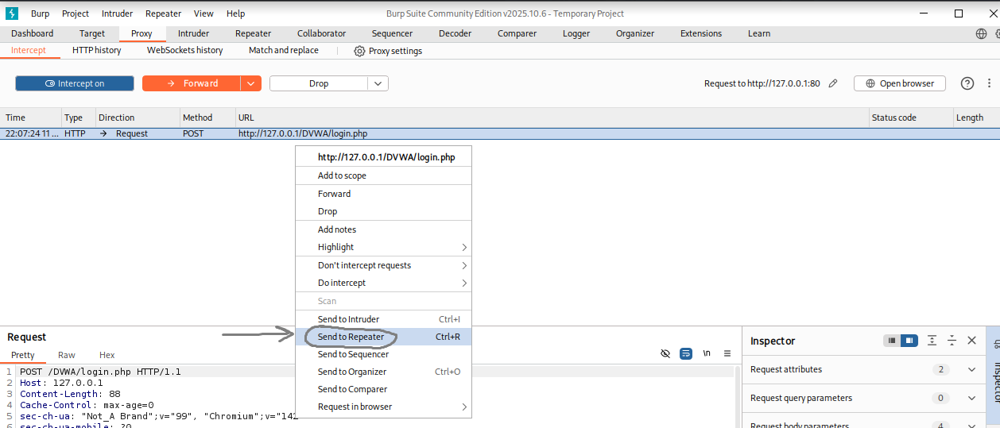 Burp Project Intruder Repeater View Help Burp Suite Community Edition v2025.10.6 - Temporary Project
Dashboard Target Proxy Intruder Repeater Collaborator Sequencer Decoder Comparer Logger Organizer Extensions Learn
Intercept HTTP history WebSockets history Match and replace Proxy settings
Intercept on Forward Drop Request to http://127.0.0.1:80 Open browser
Time Type Direction Method URL Status code Length
22:07:24 11 ... HTTP → Request POST http://127.0.0.1/DVWA/login.php
http://127.0.0.1/DVWA/login.php
Add to scope
Forward
Drop
Add notes
Highlight
Don't intercept requests
Do intercept
Scan
Send to Intruder Ctrl+I
Send to Repeater Ctrl+R
Send to Sequencer
Send to Organizer Ctrl+O
Send to Comparer
Request in browser
Request
Pretty Raw Hex \n
1 POST /DVWA/login.php HTTP/1.1
2 Host: 127.0.0.1
3 Content-Length: 88
4 Cache-Control: max-age=0
5 sec-ch-ua: "Not_A Brand";v="99", "Chromium";v="142
6 sec-ch-ua-mobile: ?0
Inspector
Request attributes 2
Request query parameters 0
Request body parameters 4
Inspector